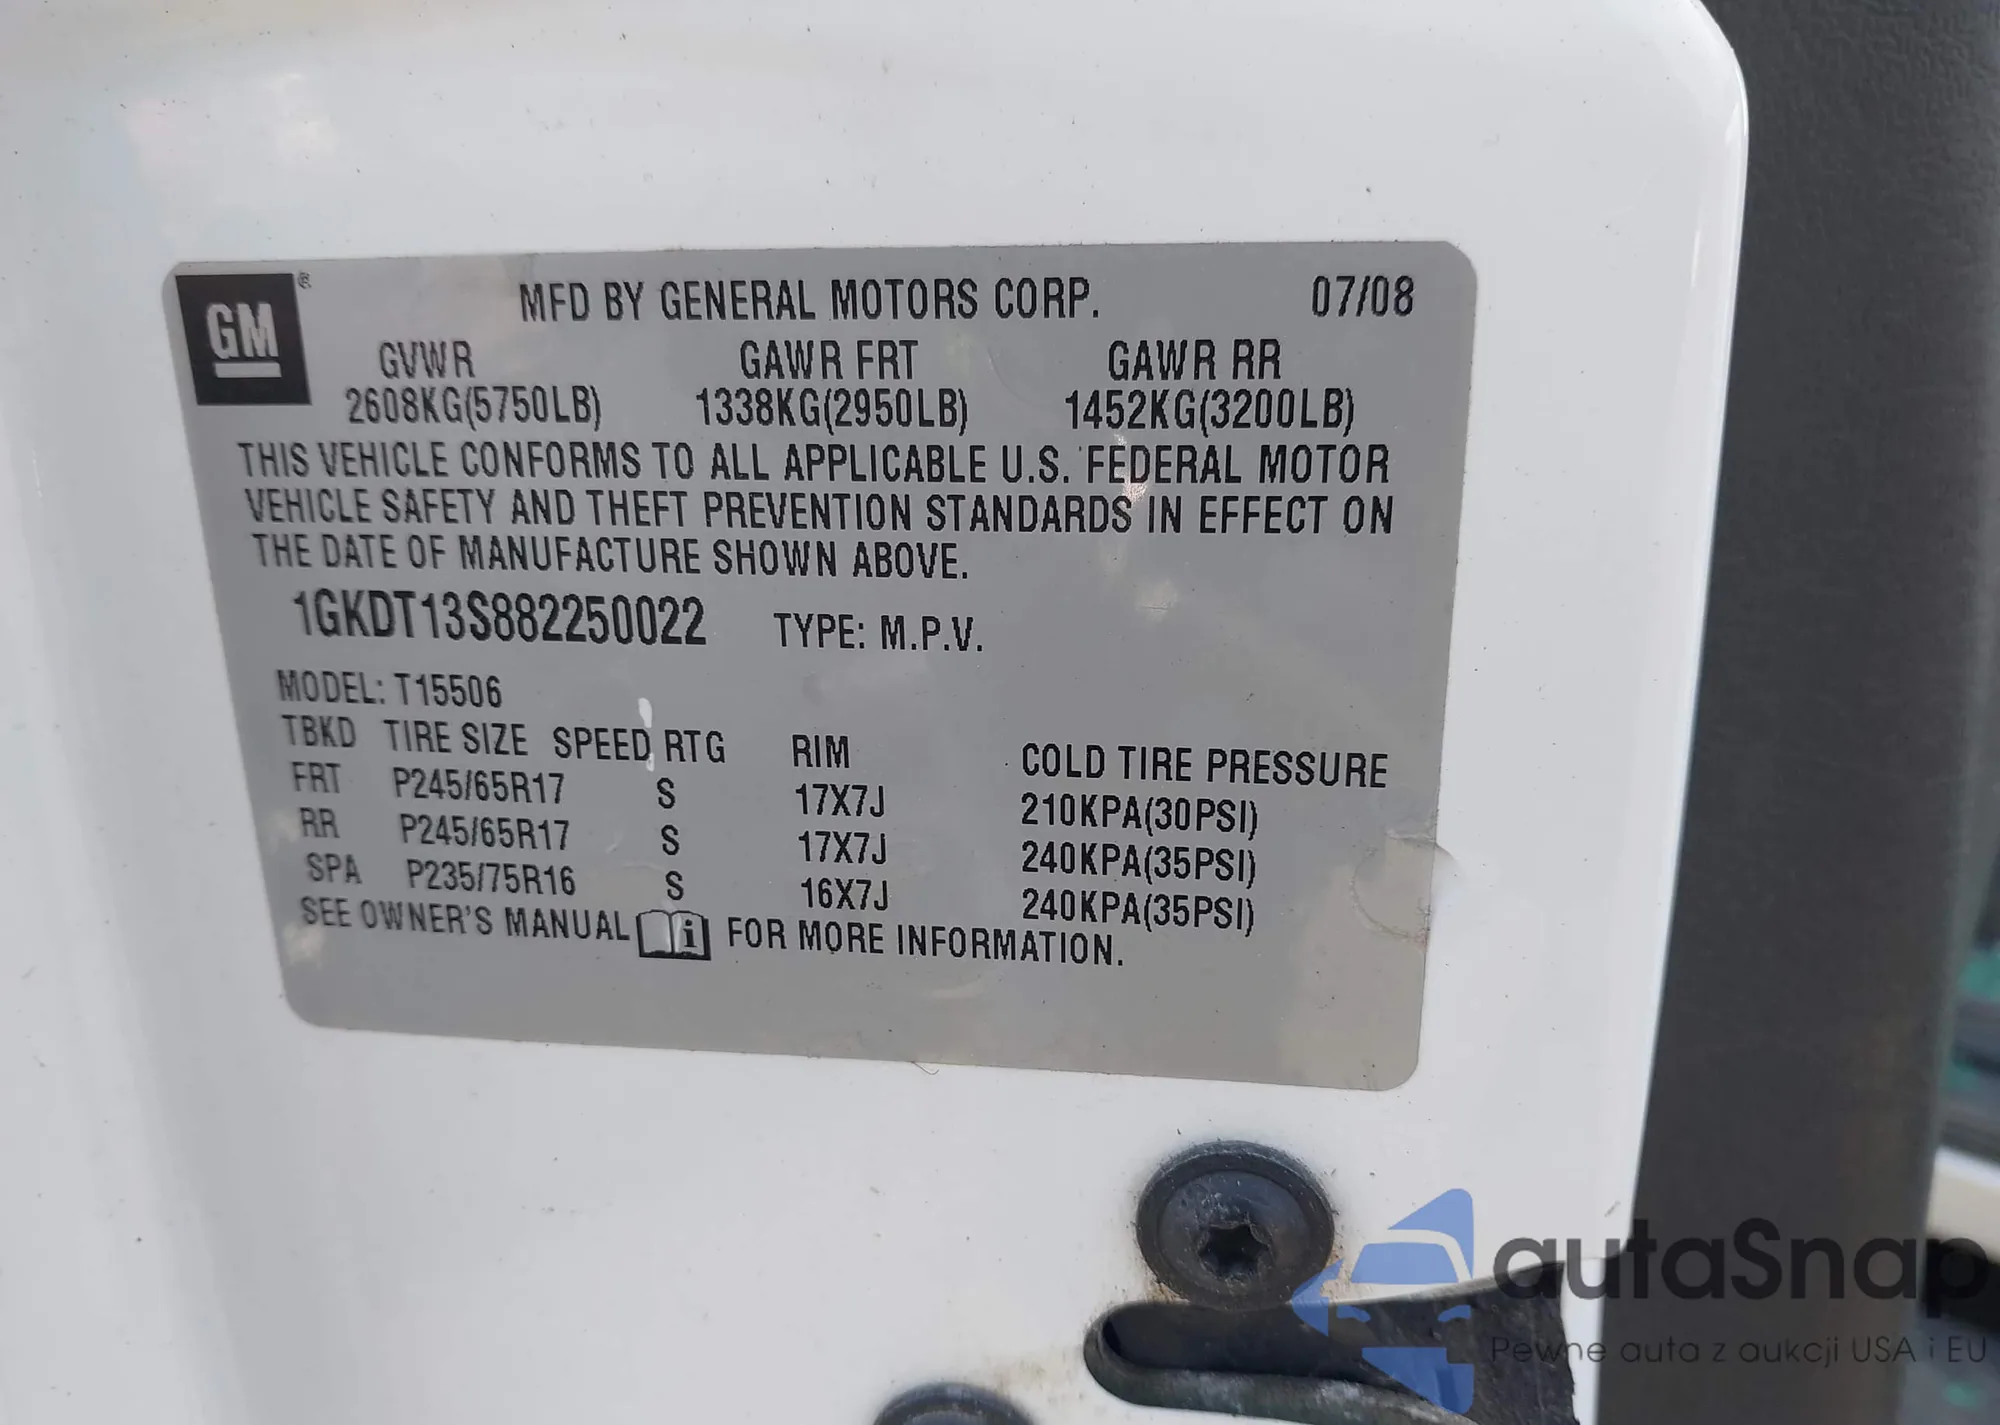 GM ® MFD BY GENERAL MOTORS CORP. 07/08
GVWR GAWR FRT GAWR RR
2608KG(5750LB) 1338KG(2950LB) 1452KG(3200LB)
THIS VEHICLE CONFORMS TO ALL APPLICABLE U.S. FEDERAL MOTOR
VEHICLE SAFETY AND THEFT PREVENTION STANDARDS IN EFFECT ON
THE DATE OF MANUFACTURE SHOWN ABOVE.
1GKDT13S882250022 TYPE: M.P.V.
MODEL: T15506
TBKD TIRE SIZE SPEED RTG RIM COLD TIRE PRESSURE
FRT P245/65R17 S 17X7J 210KPA(30PSI)
RR P245/65R17 S 17X7J 240KPA(35PSI)
SPA P235/75R16 S 16X7J 240KPA(35PSI)
SEE OWNER'S MANUAL i FOR MORE INFORMATION.
autaSnap
Pewne auta z aukcji USA i EU